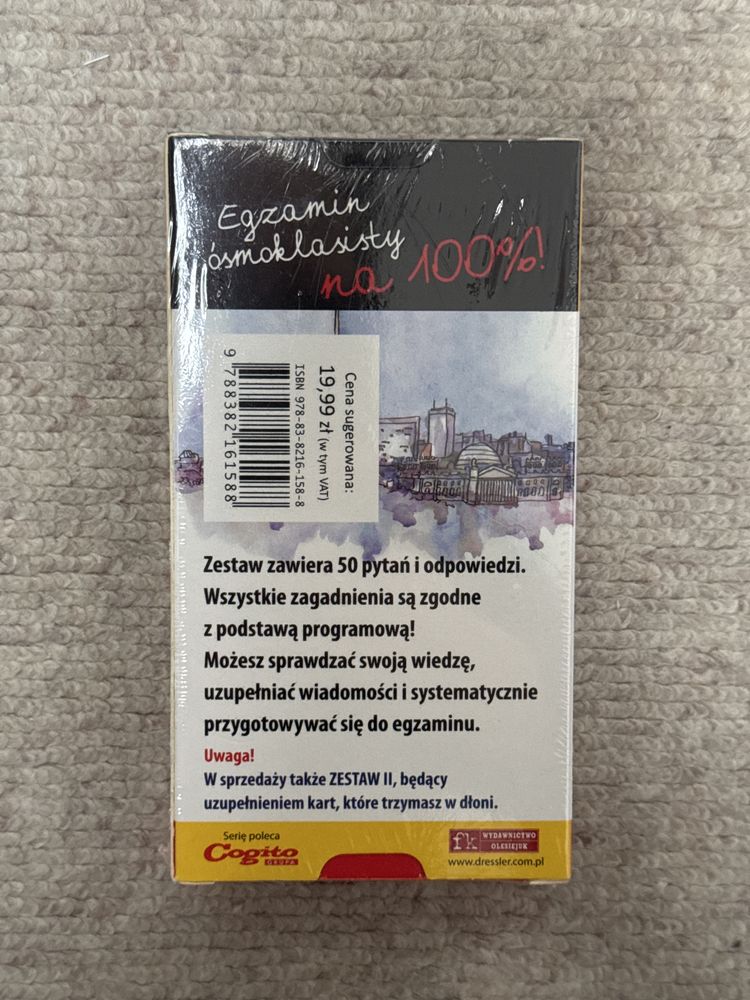 Egzamin
ósmoklasisty
na 100%!
Cena sugerowana:
19,99 zł (w tym VAT)
ISBN 978-83-8216-158-8
9 788382 161588
Zestaw zawiera 50 pytań i odpowiedzi.
Wszystkie zagadnienia są zgodne
z podstawą programową!
Możesz sprawdzać swoją wiedzę,
uzupełniać wiadomości i systematycznie
przygotowywać się do egzaminu.
Uwaga!
W sprzedaży także ZESTAW II, będący
uzupełnieniem kart, które trzymasz w dłoni.
Serię poleca
Cogito
GRUPA
fk WYDAWNICTWO
OLESIEJUK
www.dressler.com.pl